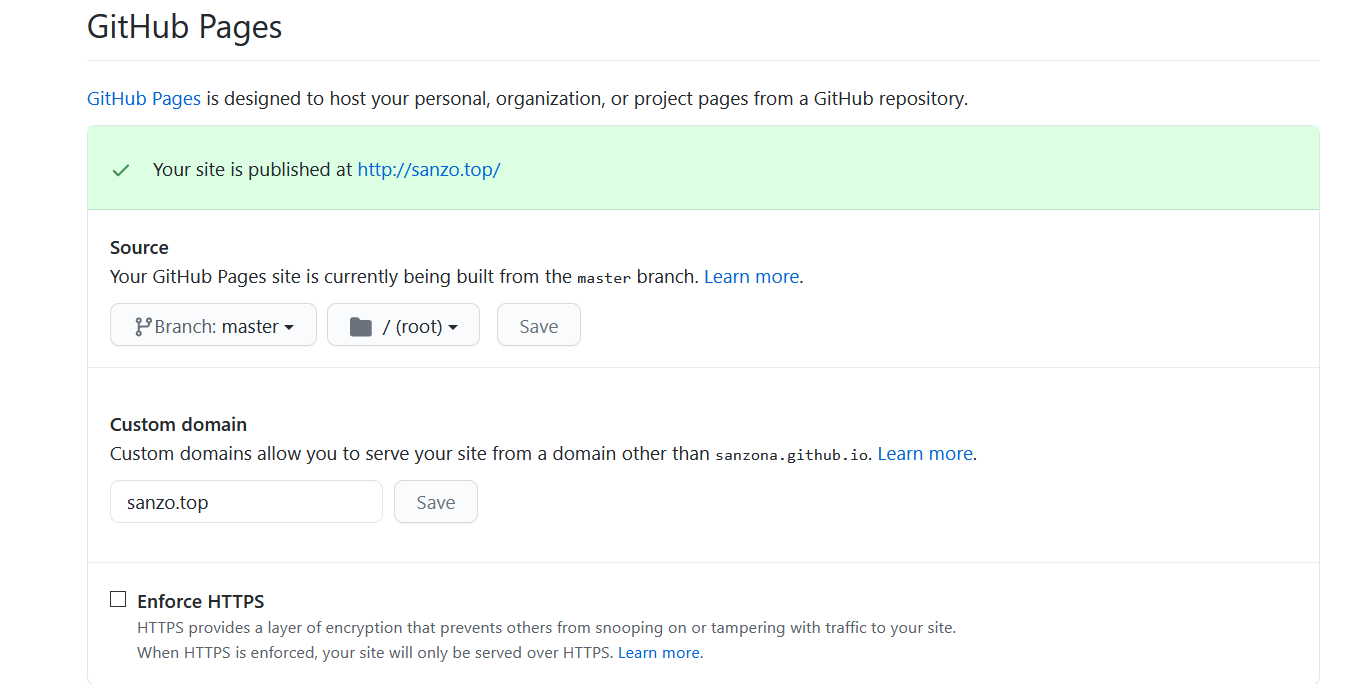 GitHub Pages
GitHub Pages is designed to host your personal, organization, or project pages from a GitHub repository.
Your site is published at http://sanzo.top/
Source
Your GitHub Pages site is currently being built from the master branch. Learn more.
Branch: master / (root) Save
Custom domain
Custom domains allow you to serve your site from a domain other than sanzona.github.io. Learn more.
sanzo.top Save
Enforce HTTPS
HTTPS provides a layer of encryption that prevents others from snooping on or tampering with traffic to your site.
When HTTPS is enforced, your site will only be served over HTTPS. Learn more.